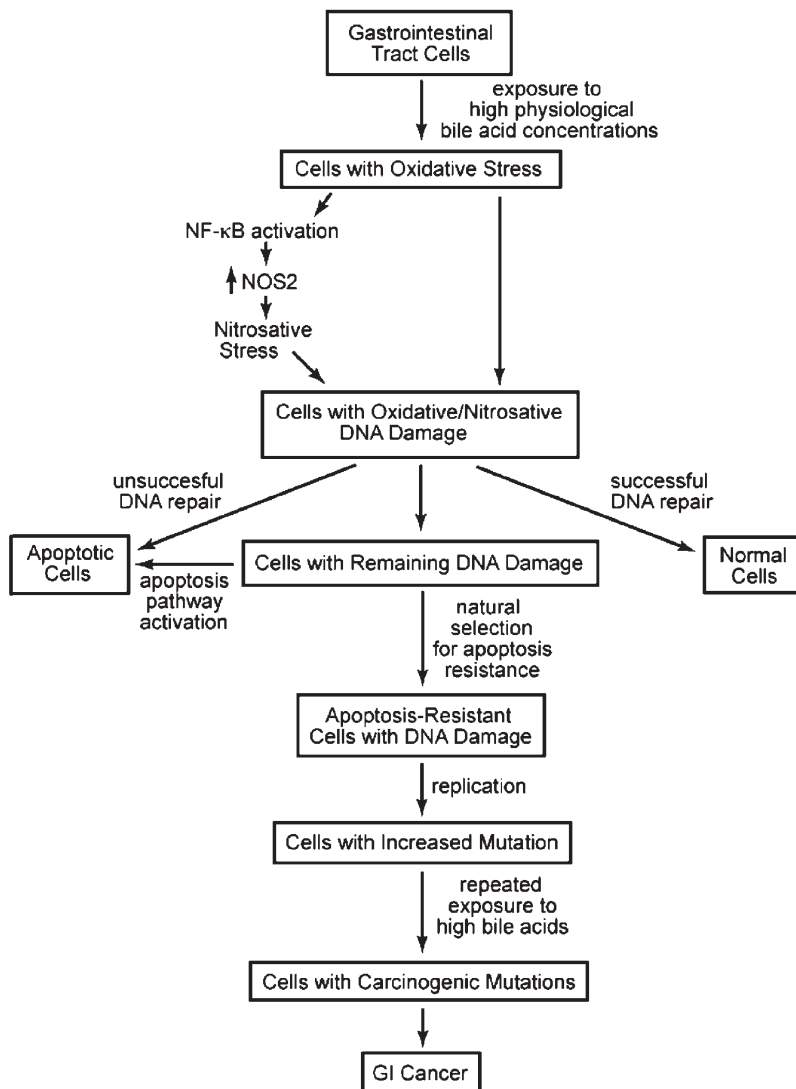 Gastrointestinal
Tract Cells
exposure to
high physiological
bile acid concentrations
Cells with Oxidative Stress
NF-κB activation
NOS2
Nitrosative
Stress
Cells with Oxidative/Nitrosative
DNA Damage
unsuccesful
DNA repair
successful
DNA repair
Apoptotic
Cells
apoptosis
pathway
activation
Cells with Remaining DNA Damage
Normal
Cells
natural
selection
for apoptosis
resistance
Apoptosis-Resistant
Cells with DNA Damage
replication
Cells with Increased Mutation
repeated
exposure to
high bile acids
Cells with Carcinogenic Mutations
GI Cancer